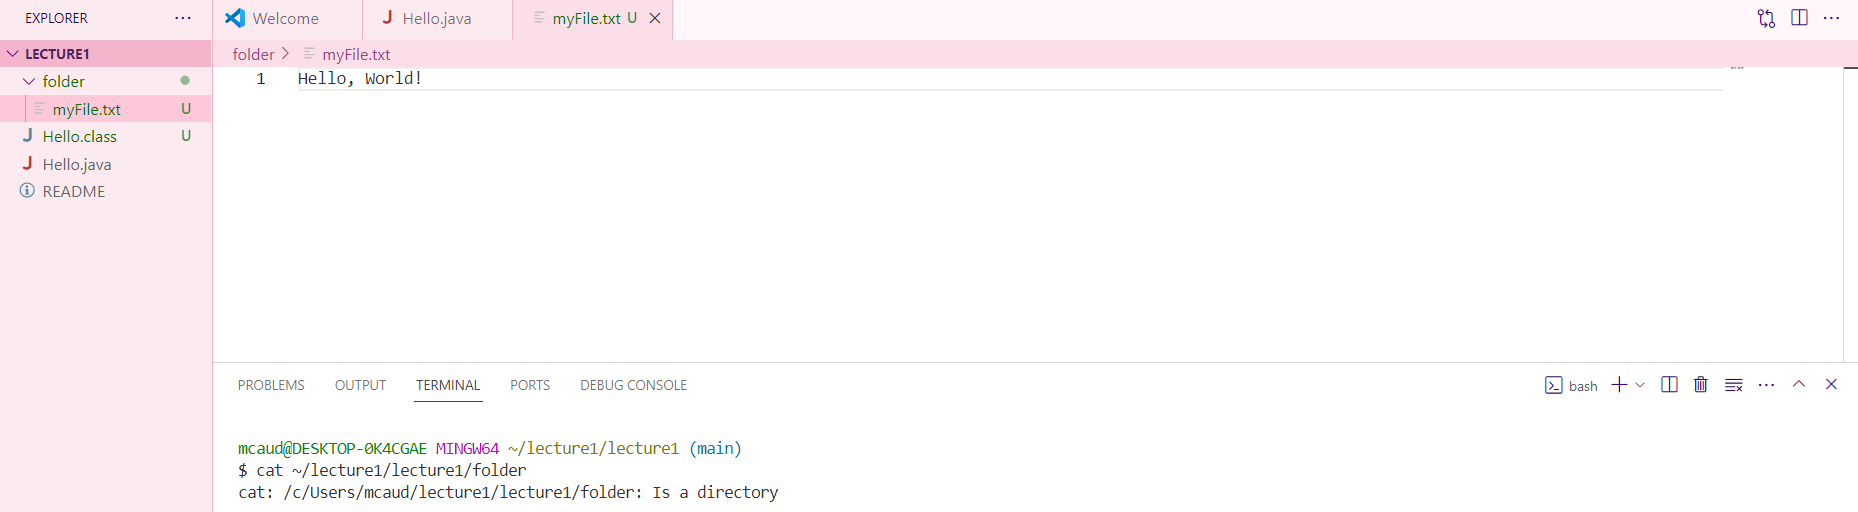 EXPLORER ···
LECTURE1
folder
myFile.txt U
Hello.class U
Hello.java
README
Welcome
Hello.java
myFile.txt U
folder > myFile.txt
1 Hello, World!
PROBLEMS OUTPUT TERMINAL PORTS DEBUG CONSOLE
bash
mcaud@DESKTOP-0K4CGAE MINGW64 ~/lecture1/lecture1 (main)
$ cat ~/lecture1/lecture1/folder
cat: /c/Users/mcaud/lecture1/lecture1/folder: Is a directory